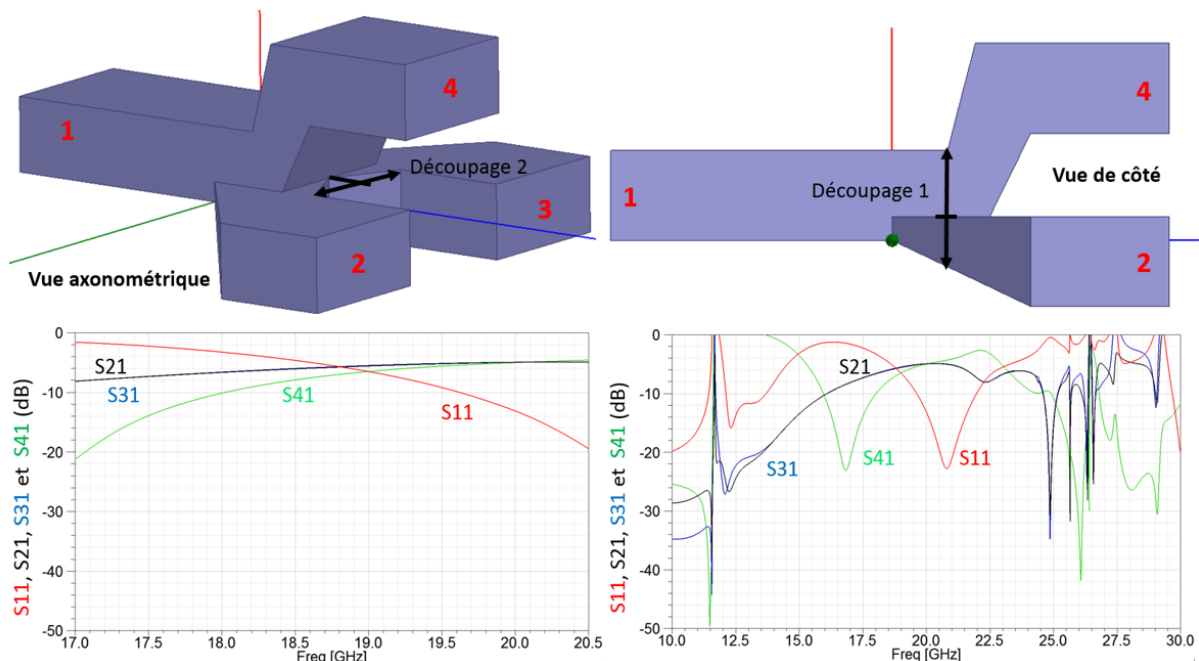 1
4
Découpage 2
3
2
Vue axonométrique
4
Découpage 1
Vue de côté
1
2
S11, S21, S31 et S41 (dB)
0
-10
-20
-30
-40
-50
S21
S31
S41
S11
17.0 17.5 18.0 18.5 19.0 19.5 20.0 20.5
Freq [GHz]
S11, S21, S31 et S41 (dB)
0
-10
-20
-30
-40
-50
S21
S31
S41
S11
10.0 12.5 15.0 17.5 20.0 22.5 25.0 27.5 30.0
Freq [GHz]